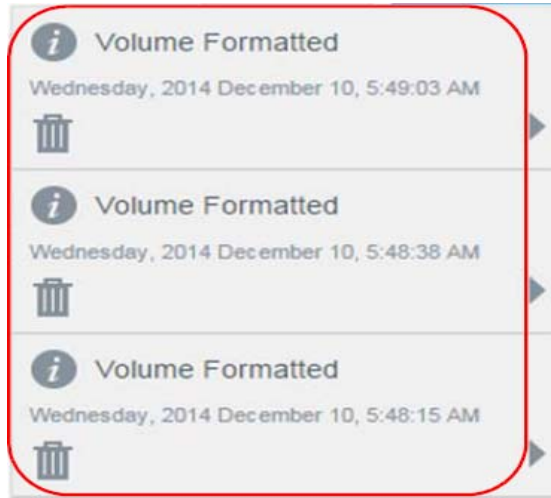 Volume Formatted
Wednesday, 2014 December 10, 5:49:03 AM
Volume Formatted
Wednesday, 2014 December 10, 5:48:38 AM
Volume Formatted
Wednesday, 2014 December 10, 5:48:15 AM